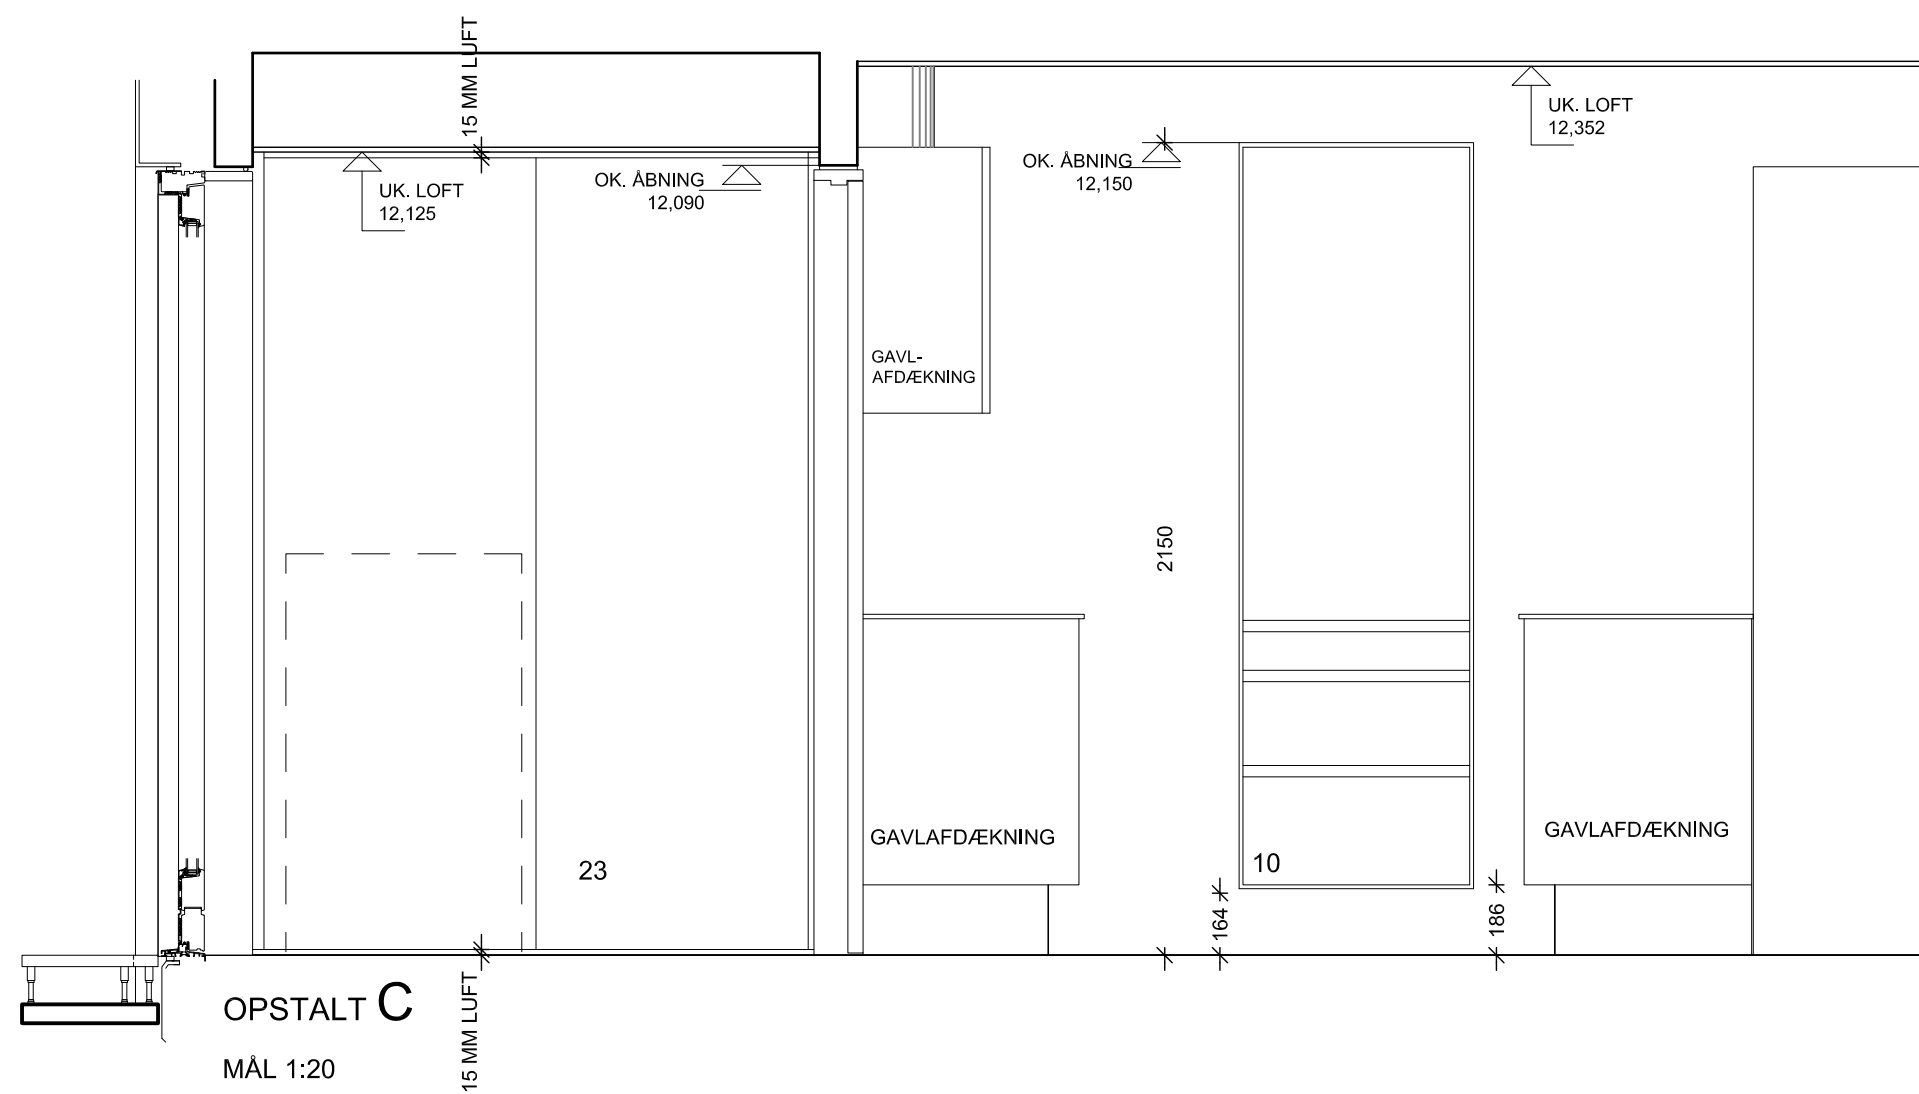 15 MM LUFT
UK. LOFT
12,125
OK. ÅBNING
12,090
UK. LOFT
12,352
OK. ÅBNING
12,150
GAVL-
AFDÆKNING
2150
GAVLAFDÆKNING
GAVLAFDÆKNING
23
10
164
186
15 MM LUFT
OPSTALT C
MÅL 1:20